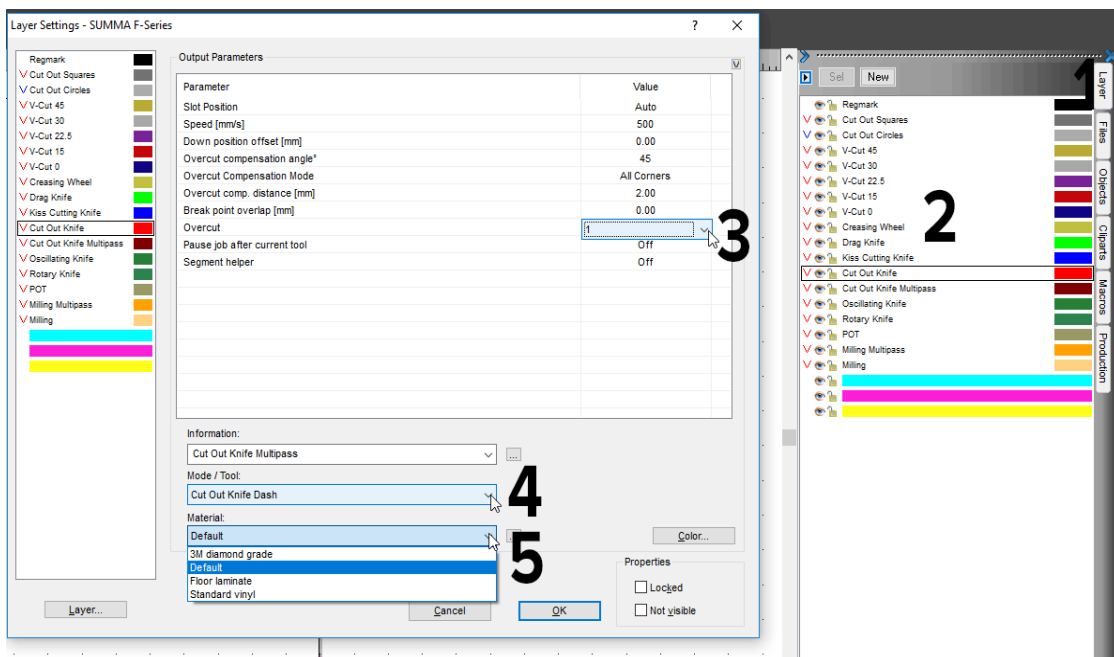 Layer Settings - SUMMA F-Series ? ×
Regmark
V Cut Out Squares
V Cut Out Circles
V V-Cut 45
V V-Cut 30
V V-Cut 22.5
V V-Cut 15
V V-Cut 0
V Creasing Wheel
V Drag Knife
V Kiss Cutting Knife
V Cut Out Knife
V Cut Out Knife Multipass
V Oscillating Knife
V Rotary Knife
V POT
V Milling Multipass
V Milling
Layer...
Output Parameters
Parameter Value
Slot Position Auto
Speed [mm/s] 500
Down position offset [mm] 0.00
Overcut compensation angle° 45
Overcut Compensation Mode All Corners
Overcut comp. distance [mm] 2.00
Break point overlap [mm] 0.00
Overcut 1
Pause job after current tool Off
Segment helper Off
3
Information:
Cut Out Knife Multipass
...
Mode / Tool:
Cut Out Knife Dash
4
Material:
Default
5
3M diamond grade
Default
Floor laminate
Standard vinyl
Color...
Properties
Locked
Not visible
Cancel OK
Sel New
1
Regmark
V Cut Out Squares
V Cut Out Circles
V V-Cut 45
V V-Cut 30
V V-Cut 22.5
V V-Cut 15
V V-Cut 0
V Creasing Wheel
V Drag Knife
V Kiss Cutting Knife
V Cut Out Knife
V Cut Out Knife Multipass
V Oscillating Knife
V Rotary Knife
V POT
V Milling Multipass
V Milling
2
Layer
Files
Objects
Cliparts
Macros
Production